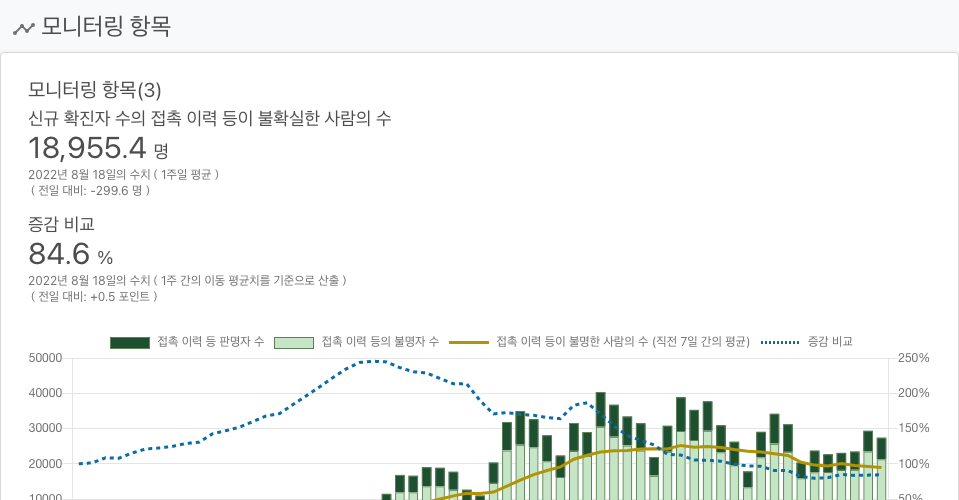 모니터링 항목
모니터링 항목(3)
신규 확진자 수의 접촉 이력 등이 불확실한 사람의 수
18,955.4 명
2022년 8월 18일의 수치 ( 1주일 평균 )
( 전일 대비: -299.6 명 )
증감 비교
84.6 %
2022년 8월 18일의 수치 ( 1주 간의 이동 평균치를 기준으로 산출 )
( 전일 대비: +0.5 포인트 )
접촉 이력 등 판명자 수 접촉 이력 등의 불명자 수 접촉 이력 등이 불명한 사람의 수 (직전 7일 간의 평균) 증감 비교
50000 250%
40000 200%
30000 150%
20000 100%
10000 50%